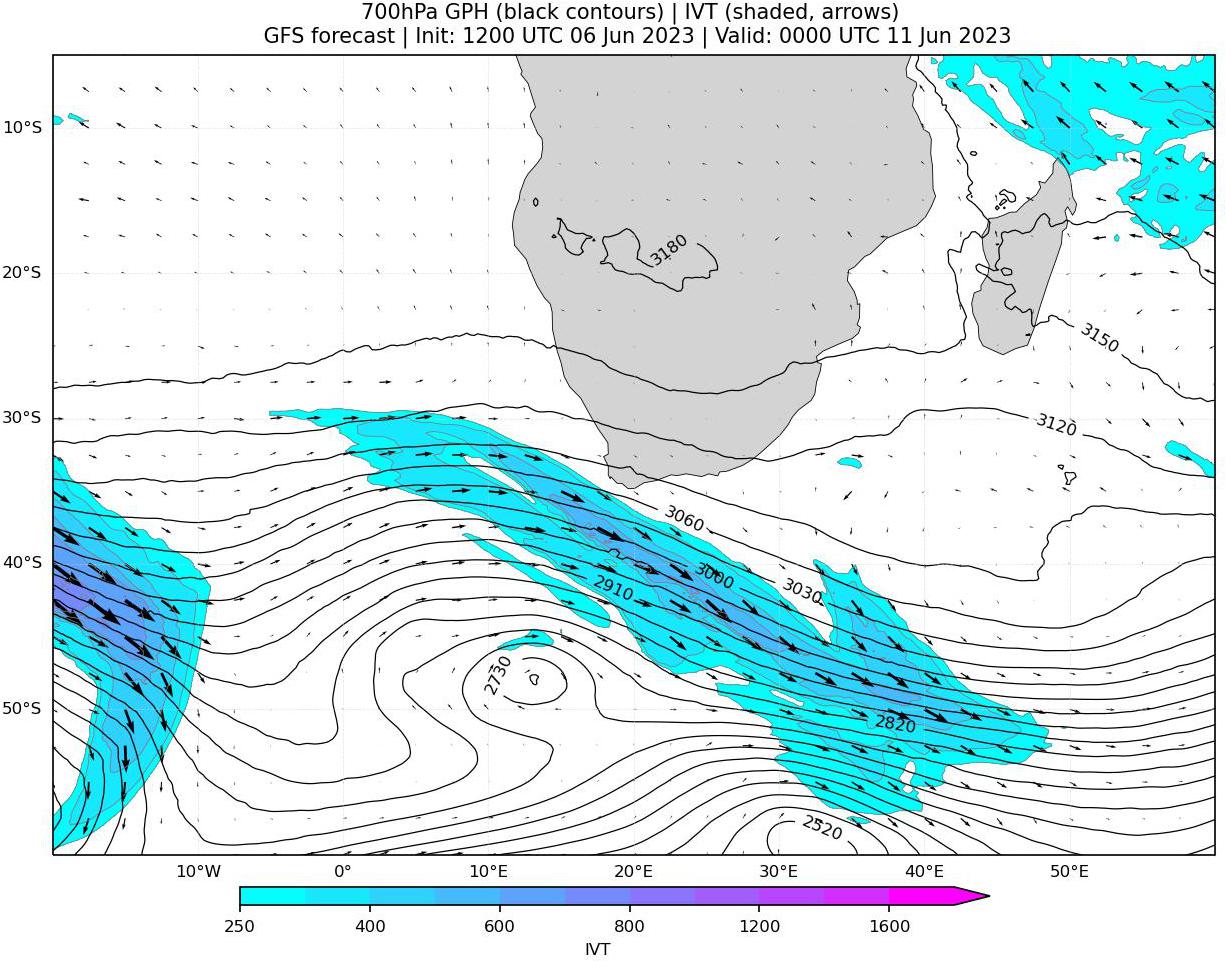 700hPa GPH (black contours) | IVT (shaded, arrows)
GFS forecast | Init: 1200 UTC 06 Jun 2023 | Valid: 0000 UTC 11 Jun 2023
10°S
20°S
30°S
40°S
50°S
3180
3150
3120
3060
3000
3030
2910
2730
2820
2520
10°W
0°
10°E
20°E
30°E
40°E
50°E
250
400
600
800
1200
1600
IVT